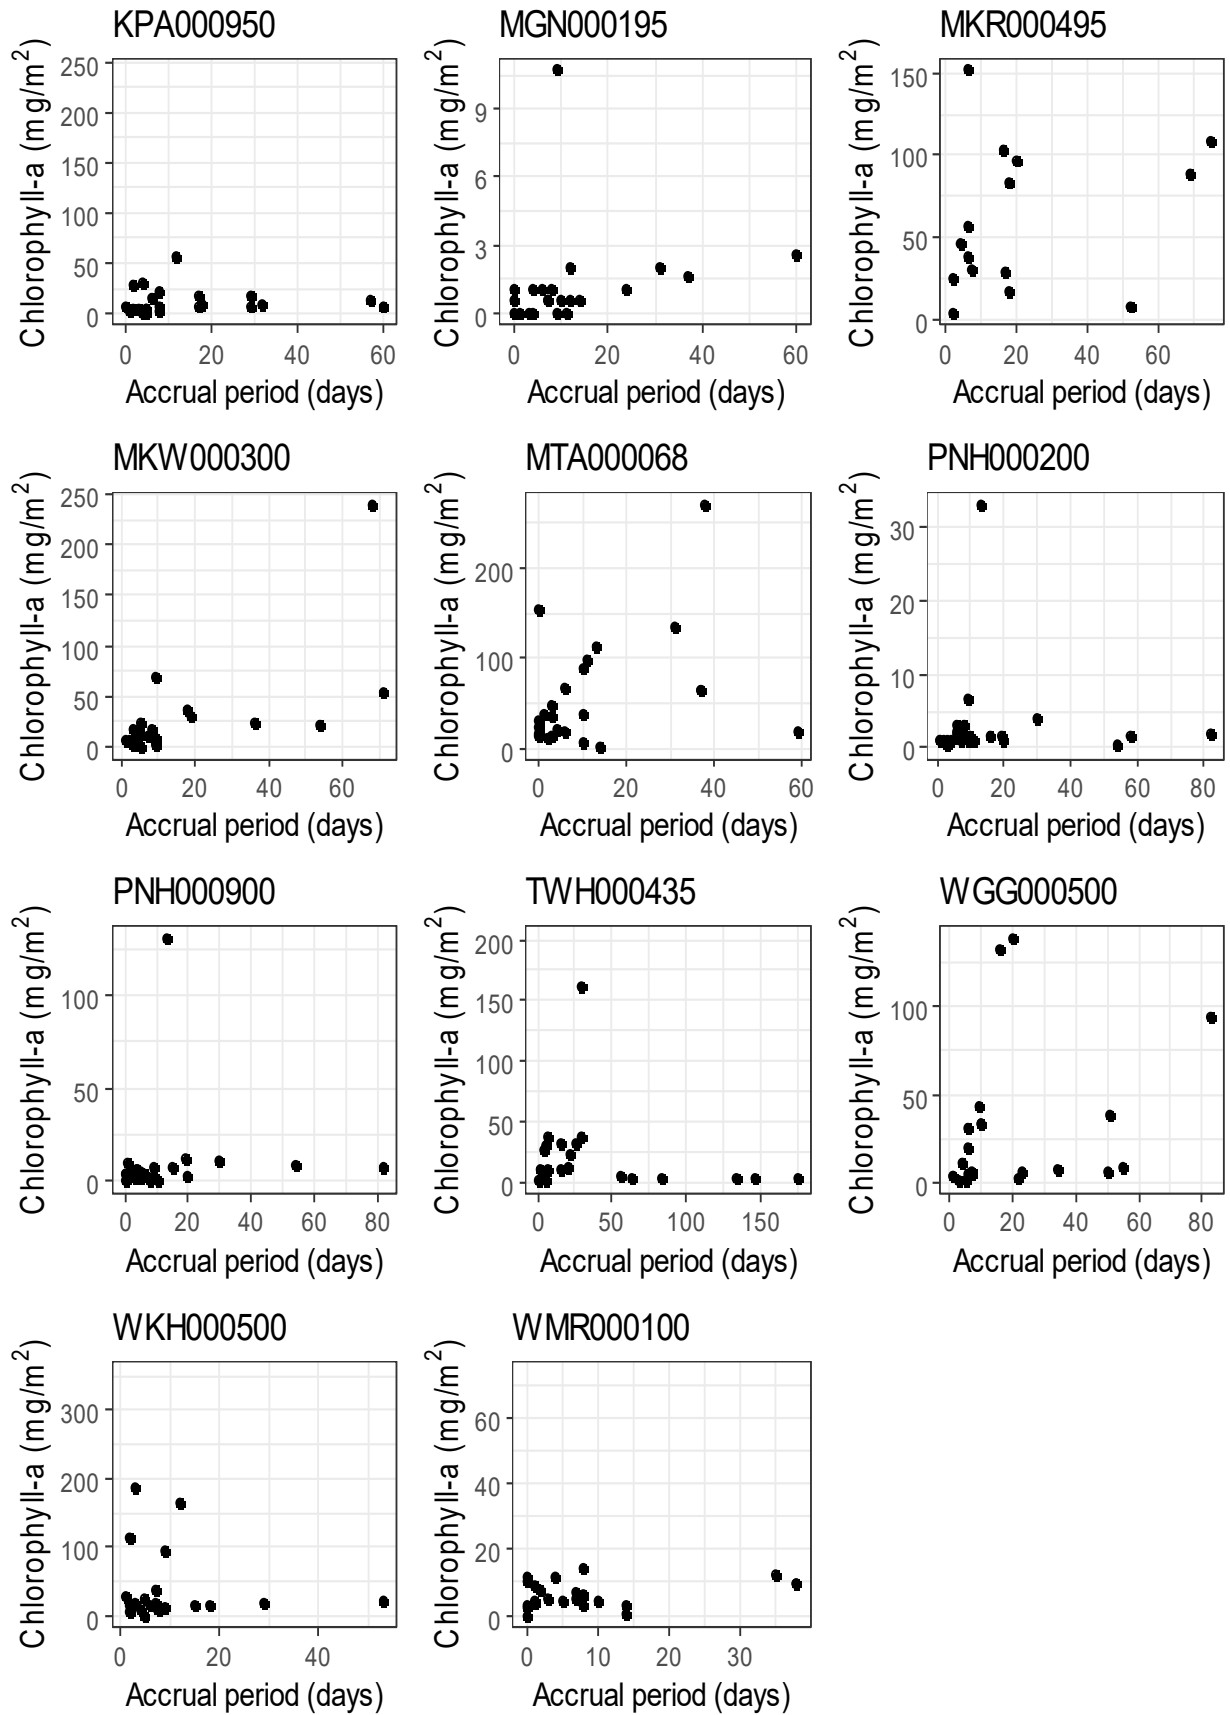 KPA000950
Chlorophyll-a (mg/m²)
250
200
150
100
50
0
0 20 40 60
Accrual period (days)
MGN000195
Chlorophyll-a (mg/m²)
9
6
3
0
0 20 40 60
Accrual period (days)
MKR000495
Chlorophyll-a (mg/m²)
150
100
50
0
0 20 40 60
Accrual period (days)
MKW000300
Chlorophyll-a (mg/m²)
250
200
150
100
50
0
0 20 40 60
Accrual period (days)
MTA000068
Chlorophyll-a (mg/m²)
200
100
0
0 20 40 60
Accrual period (days)
PNH000200
Chlorophyll-a (mg/m²)
30
20
10
0
0 20 40 60 80
Accrual period (days)
PNH000900
Chlorophyll-a (mg/m²)
100
50
0
0 20 40 60 80
Accrual period (days)
TWH000435
Chlorophyll-a (mg/m²)
200
150
100
50
0
0 50 100 150
Accrual period (days)
WGG000500
Chlorophyll-a (mg/m²)
100
50
0
0 20 40 60 80
Accrual period (days)
WKH000500
Chlorophyll-a (mg/m²)
300
200
100
0
0 20 40
Accrual period (days)
WMR000100
Chlorophyll-a (mg/m²)
60
40
20
0
0 10 20 30
Accrual period (days)